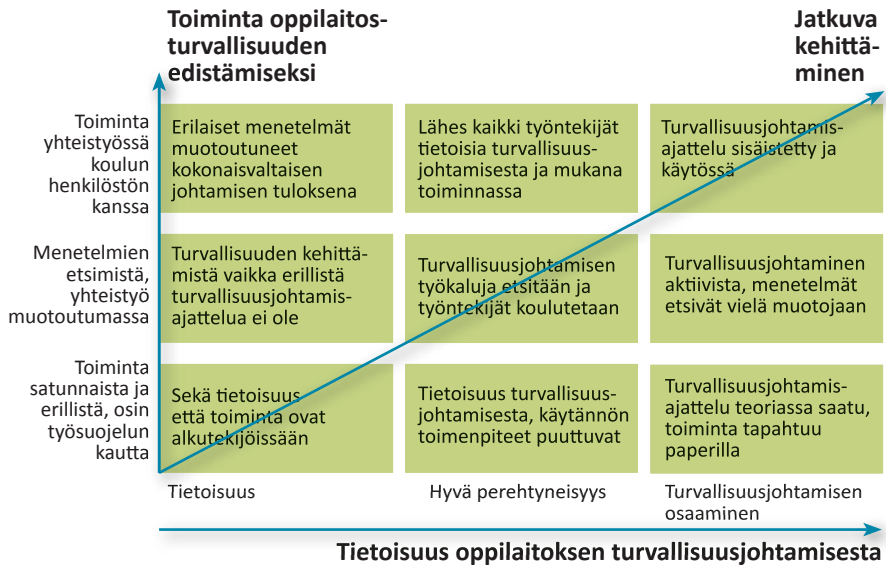 Toiminta oppilaitos-
turvallisuuden
edistämiseksi
Jatkuva
kehittä-
minen
Toiminta
yhteistyössä
koulun
henkilöstön
kanssa
Erilaiset menetelmät
muotoutuneet
kokonaisvaltaisen
johtamisen tuloksena
Lähes kaikki työntekijät
tietoisia turvallisuus-
johtamisesta ja mukana
toiminnassa
Turvallisuusjohtamis-
ajattelu sisäistetty ja
käytössä
Menetelmien
etsimistä,
yhteistyö
muotoutumassa
Turvallisuuden kehittä-
mistä vaikka erillistä
turvallisuusjohtamis-
ajattelua ei ole
Turvallisuusjohtamisen
työkaluja etsitään ja
työntekijät koulutetaan
Turvallisuusjohtaminen
aktiivista, menetelmät
etsivät vielä muotojaan
Toiminta
satunnaista ja
erillistä, osin
työsuojelun
kautta
Sekä tietoisuus
että toiminta ovat
alkutekijöissään
Tietoisuus turvallisuus-
johtamisesta, käytännön
toimenpiteet puuttuvat
Turvallisuusjohtamis-
ajattelu teoriassa saatu,
toiminta tapahtuu
paperilla
Tietoisuus
Hyvä perehtyneisyys
Turvallisuusjohtamisen
osaaminen
Tietoisuus oppilaitoksen turvallisuusjohtamisesta